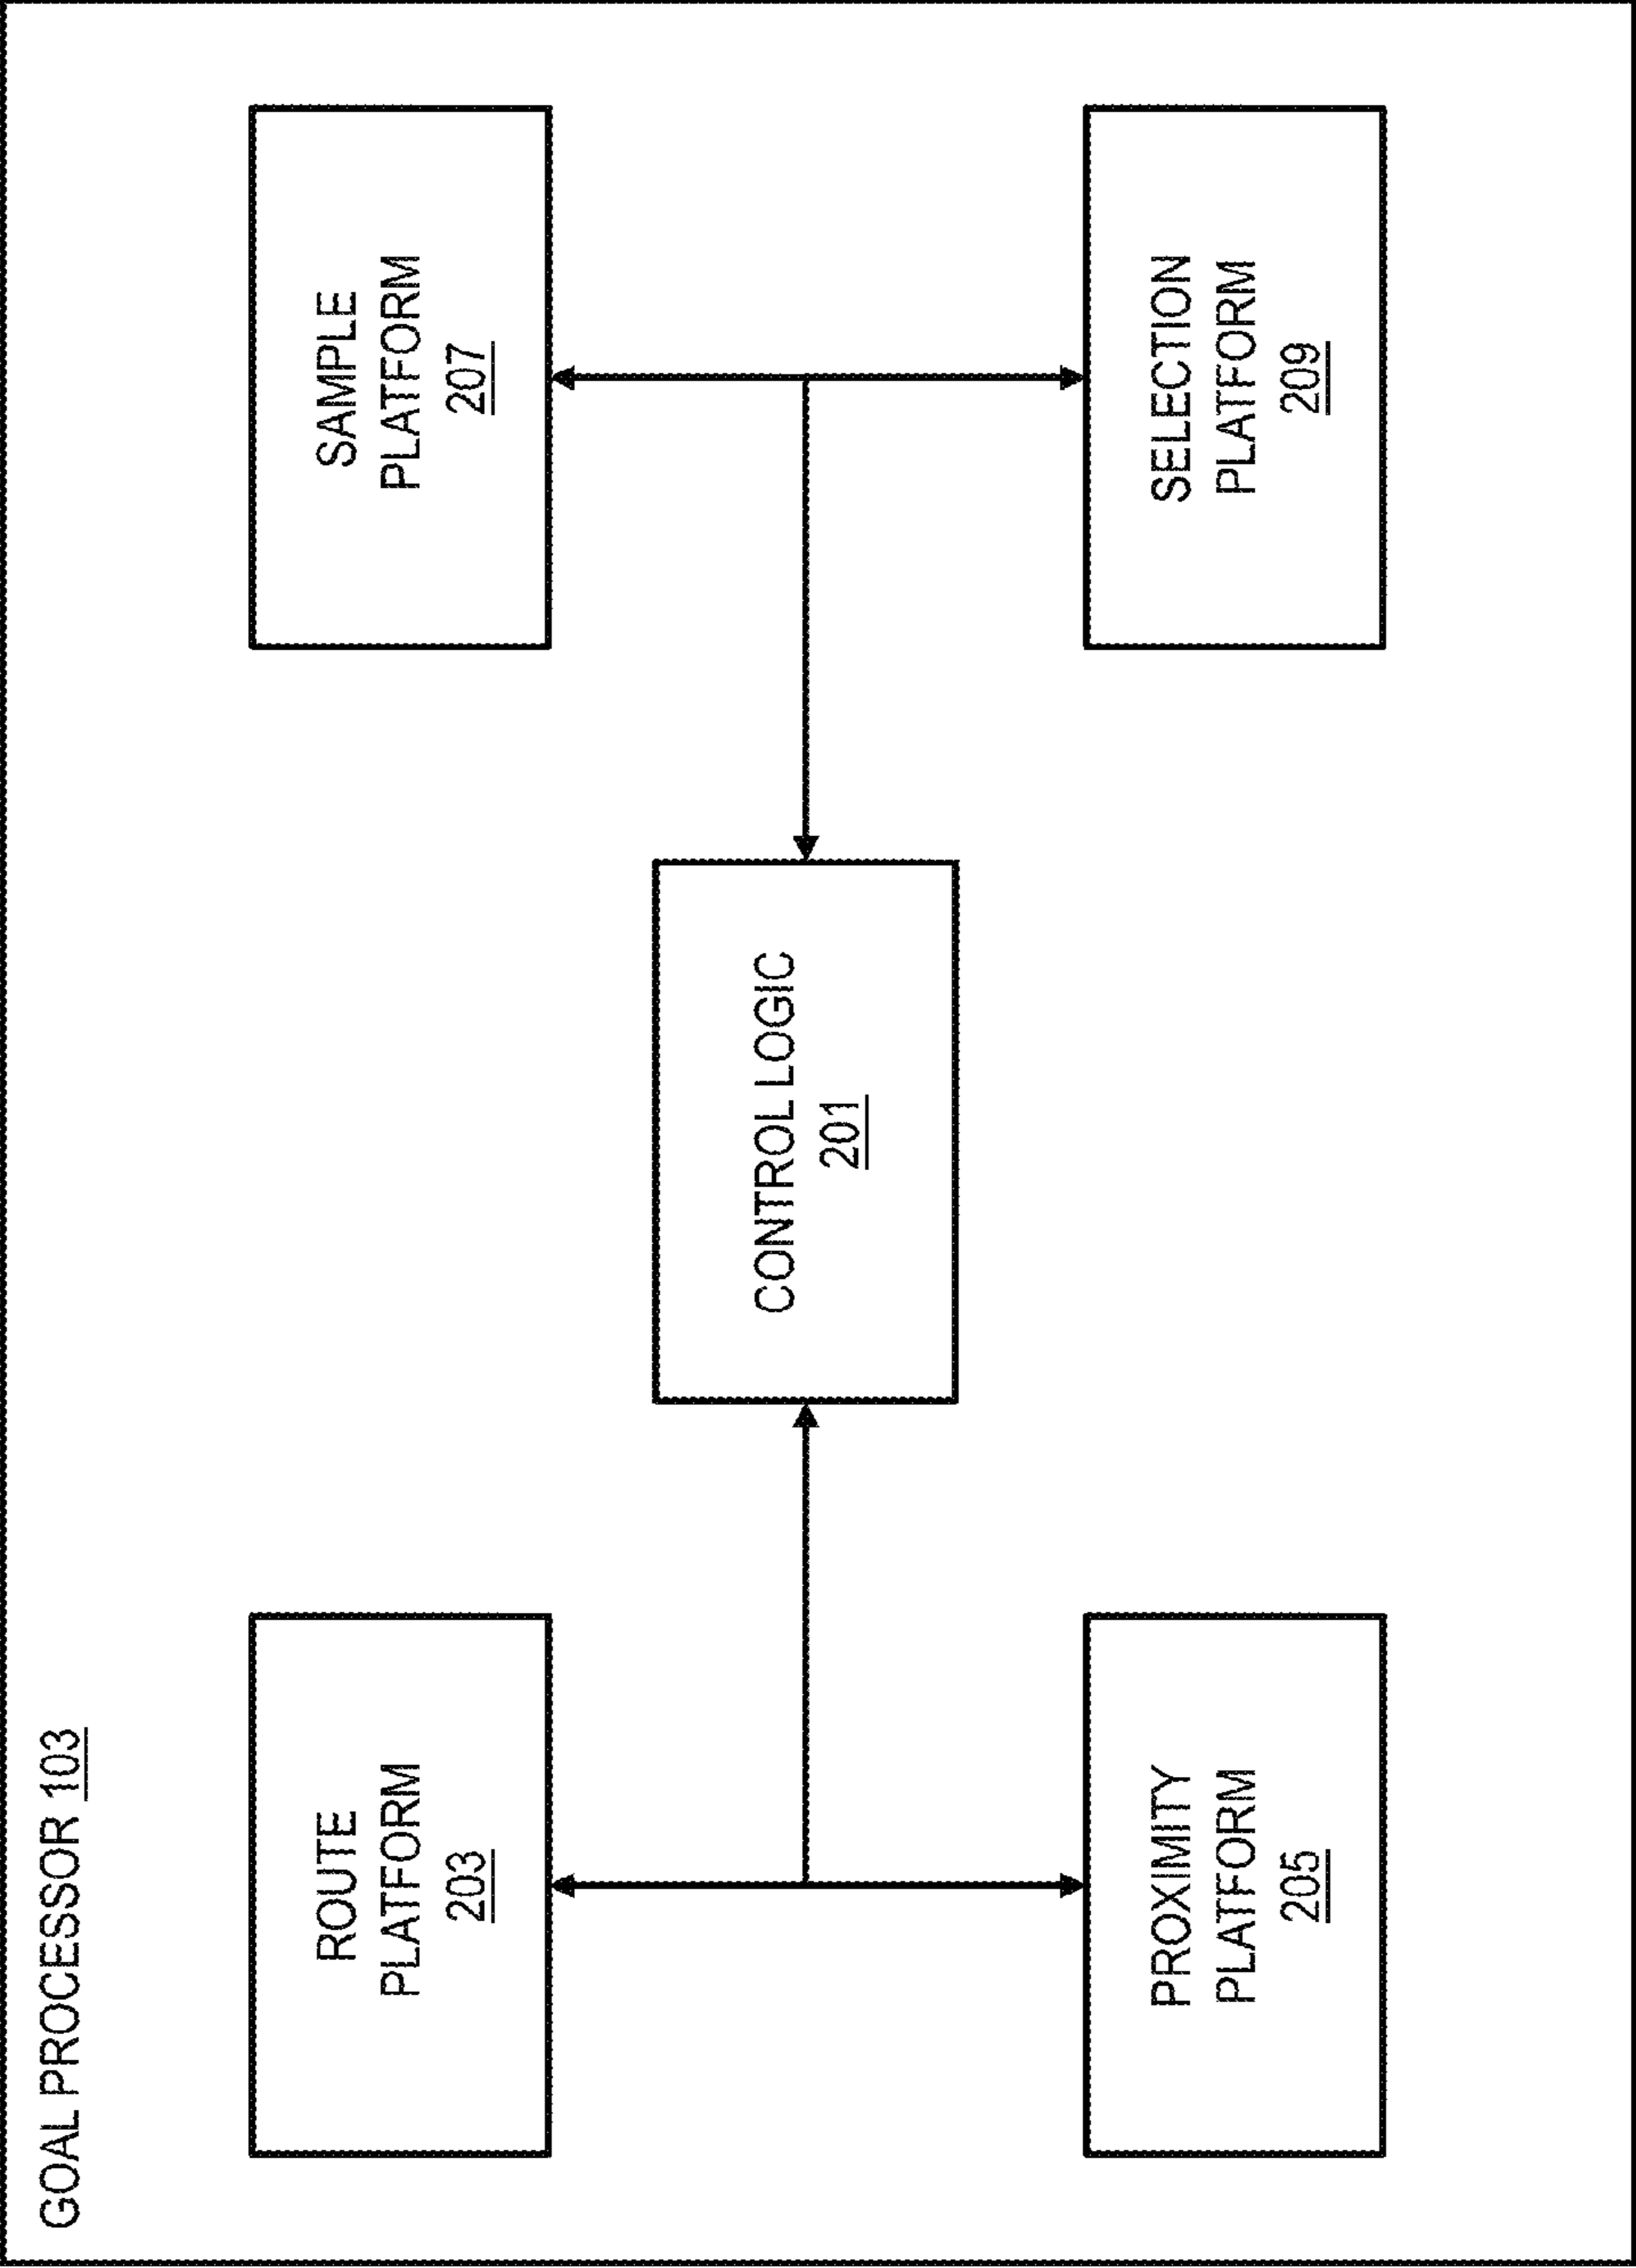 GOAL PROCESSOR 103
ROUTE
PLATFORM
203
SAMPLE
PLATFORM
207
CONTROL LOGIC
201
PROXIMITY
PLATFORM
205
SELECTION
PLATFORM
209